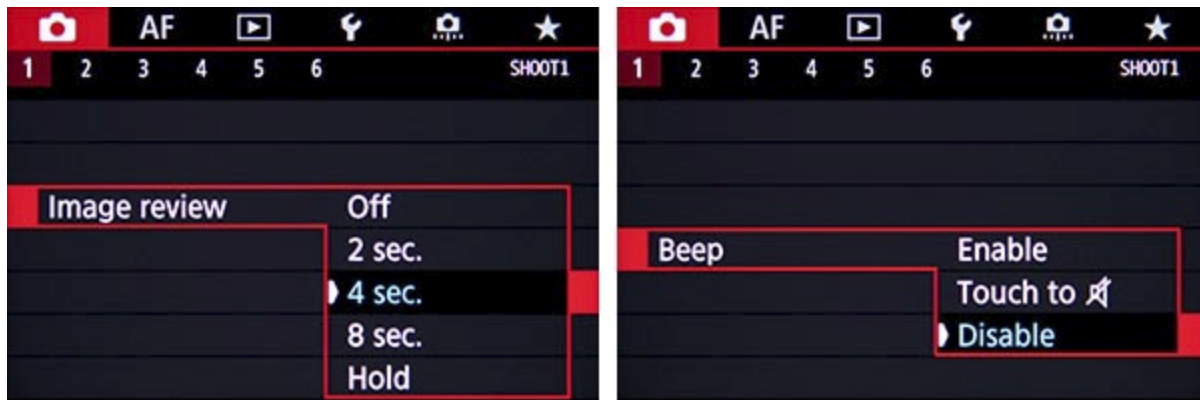 AF
1 2 3 4 5 6 SHOOT1
Image review Off
2 sec.
4 sec.
8 sec.
Hold
AF
1 2 3 4 5 6 SHOOT1
Beep Enable
Touch to
Disable